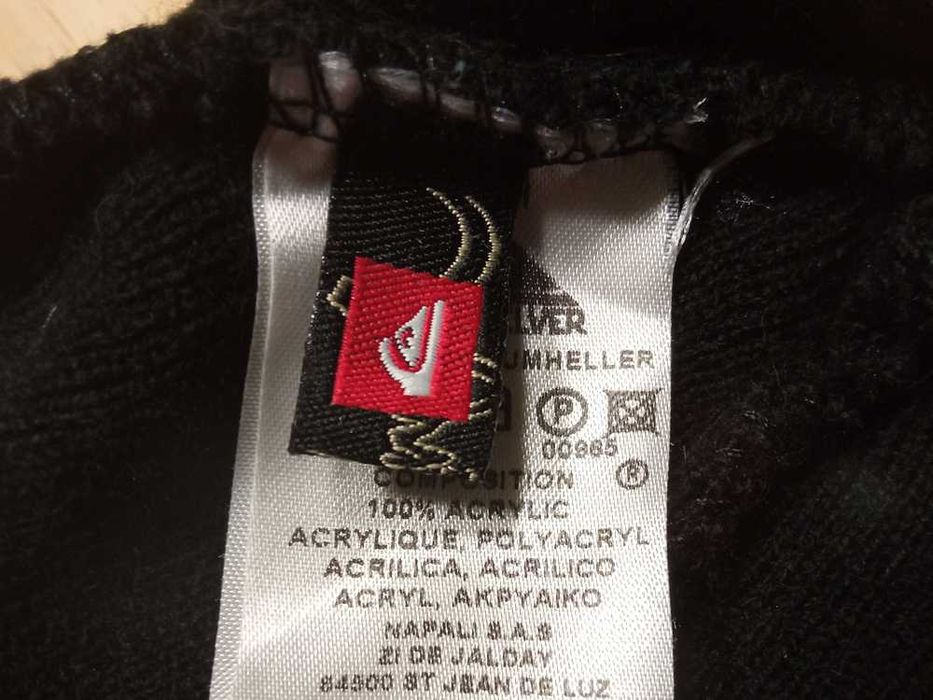 LVER
UMHELLER
P
00985
®
COMPOSITION
100% ACRYLIC
ACRYLIQUE, POLYACRYL
ACRILICA, ACRILICO
ACRYL, AKPYAIKO
NAPALI S.A.S
ZI DE JALDAY
64500 ST JEAN DE LUZ